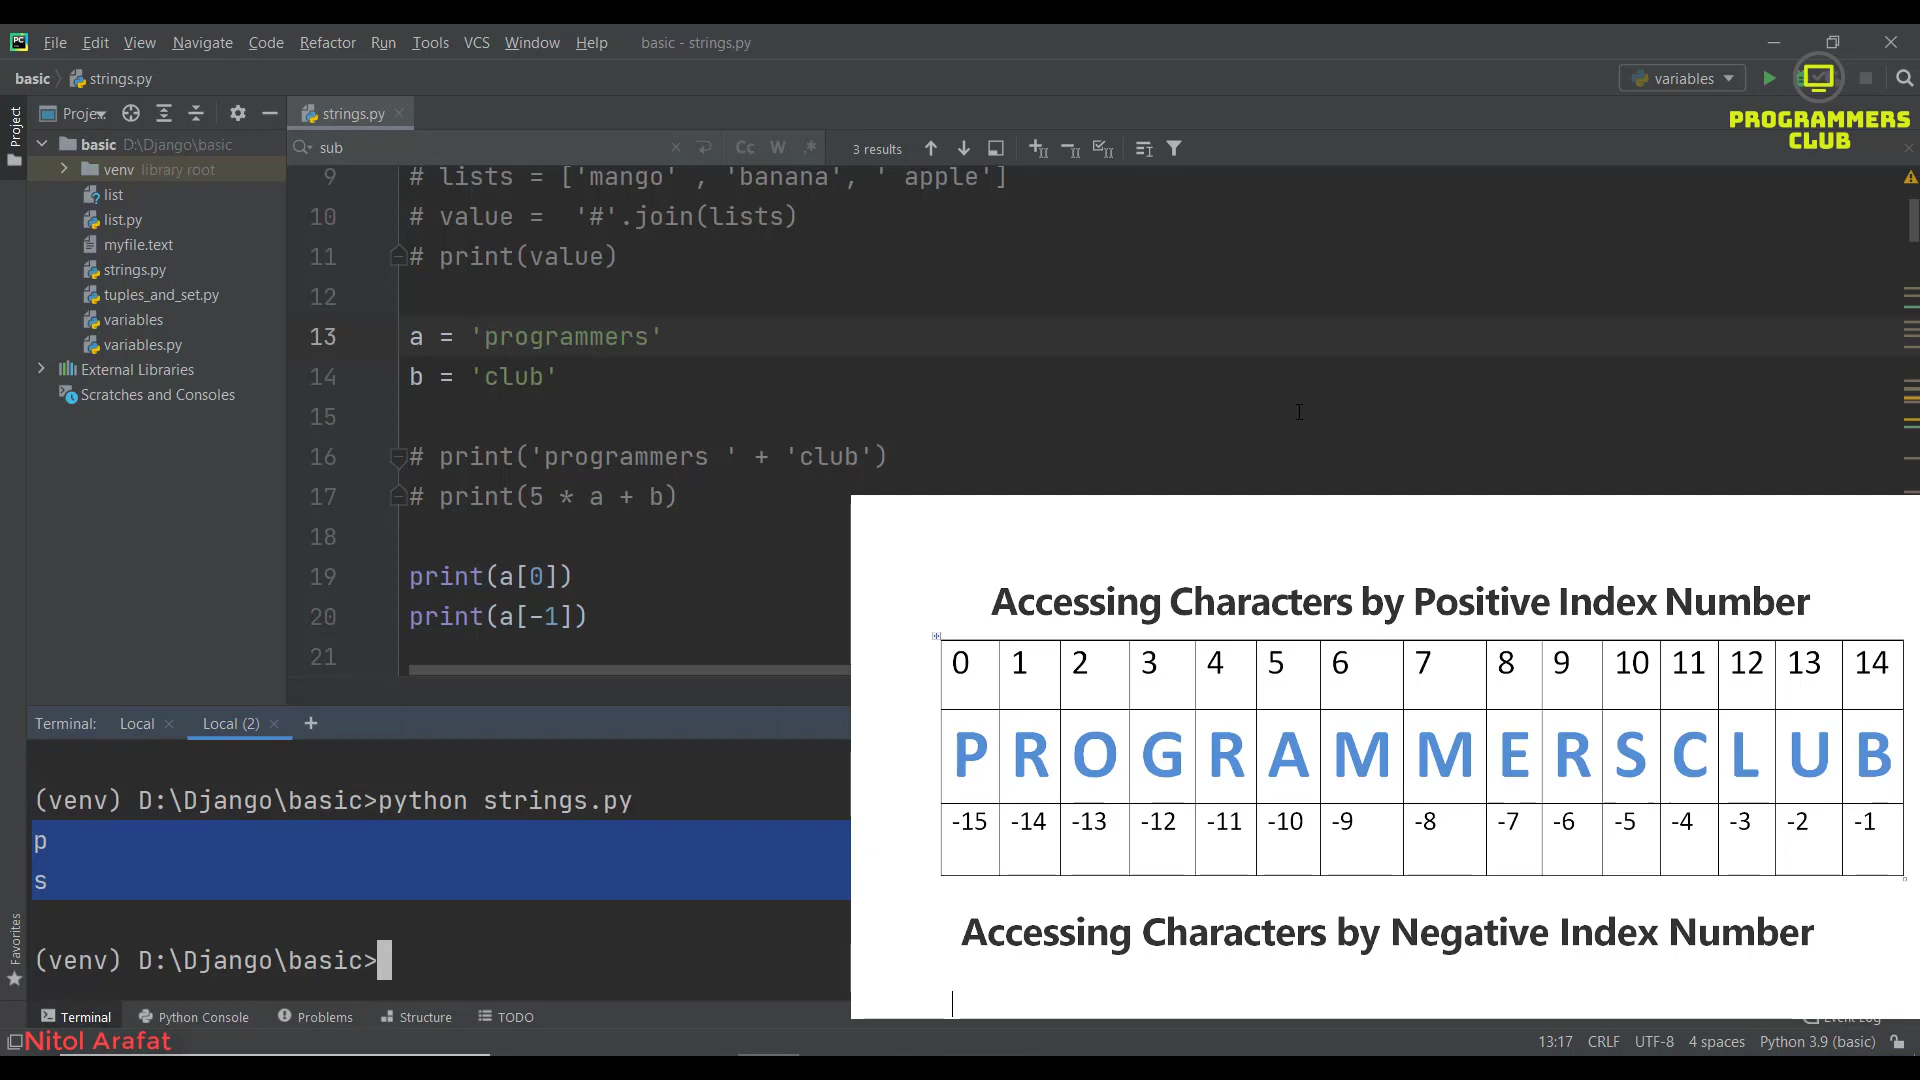 File Edit View Navigate Code Refactor Run Tools VCS Window Help basic - strings.py
basic strings.py variables
PROGRAMMERS
CLUB
Project
Proje strings.py
basic D:\Django\basic
sub Cc W .* 3 results
venv library root
list
list.py
myfile.text
strings.py
tuples_and_set.py
variables
variables.py
External Libraries
Scratches and Consoles
9 # lists = ['mango' , 'banana', ' apple']
10 # value =  '#'.join(lists)
11 # print(value)
12
13 a = 'programmers'
14 b = 'club'
15
16 # print('programmers ' + 'club')
17 # print(5 * a + b)
18
19 print(a[0])
20 print(a[-1])
21
Accessing Characters by Positive Index Number
0 1 2 3 4 5 6 7 8 9 10 11 12 13 14
P R O G R A M M E R S C L U B
-15 -14 -13 -12 -11 -10 -9 -8 -7 -6 -5 -4 -3 -2 -1
Accessing Characters by Negative Index Number
Terminal: Local Local (2) +
(venv) D:\Django\basic>python strings.py
p
s
(venv) D:\Django\basic>
Favorites
Terminal Python Console Problems Structure TODO Event Log
Nitol Arafat
13:17 CRLF UTF-8 4 spaces Python 3.9 (basic)